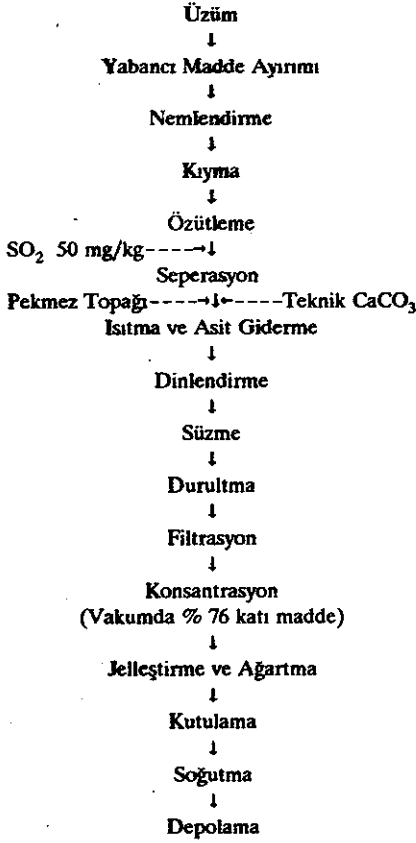 Üzüm
↓
Yabancı Madde Ayırımı
↓
Nemlendirme
↓
Kıyma
↓
Özütleme
SO₂ 50 mg/kg-----→↓
Seperasyon
Pekmez Topağı-----→↓←-----Teknik CaCO₃
Isıtma ve Asit Giderme
↓
Dinlendirme
↓
Süzme
↓
Durultma
↓
Filtrasyon
↓
Konsantrasyon
(Vakumda % 76 katı madde)
↓
Jelleştirme ve Ağartma
↓
Kutulama
↓
Soğutma
↓
Depolama